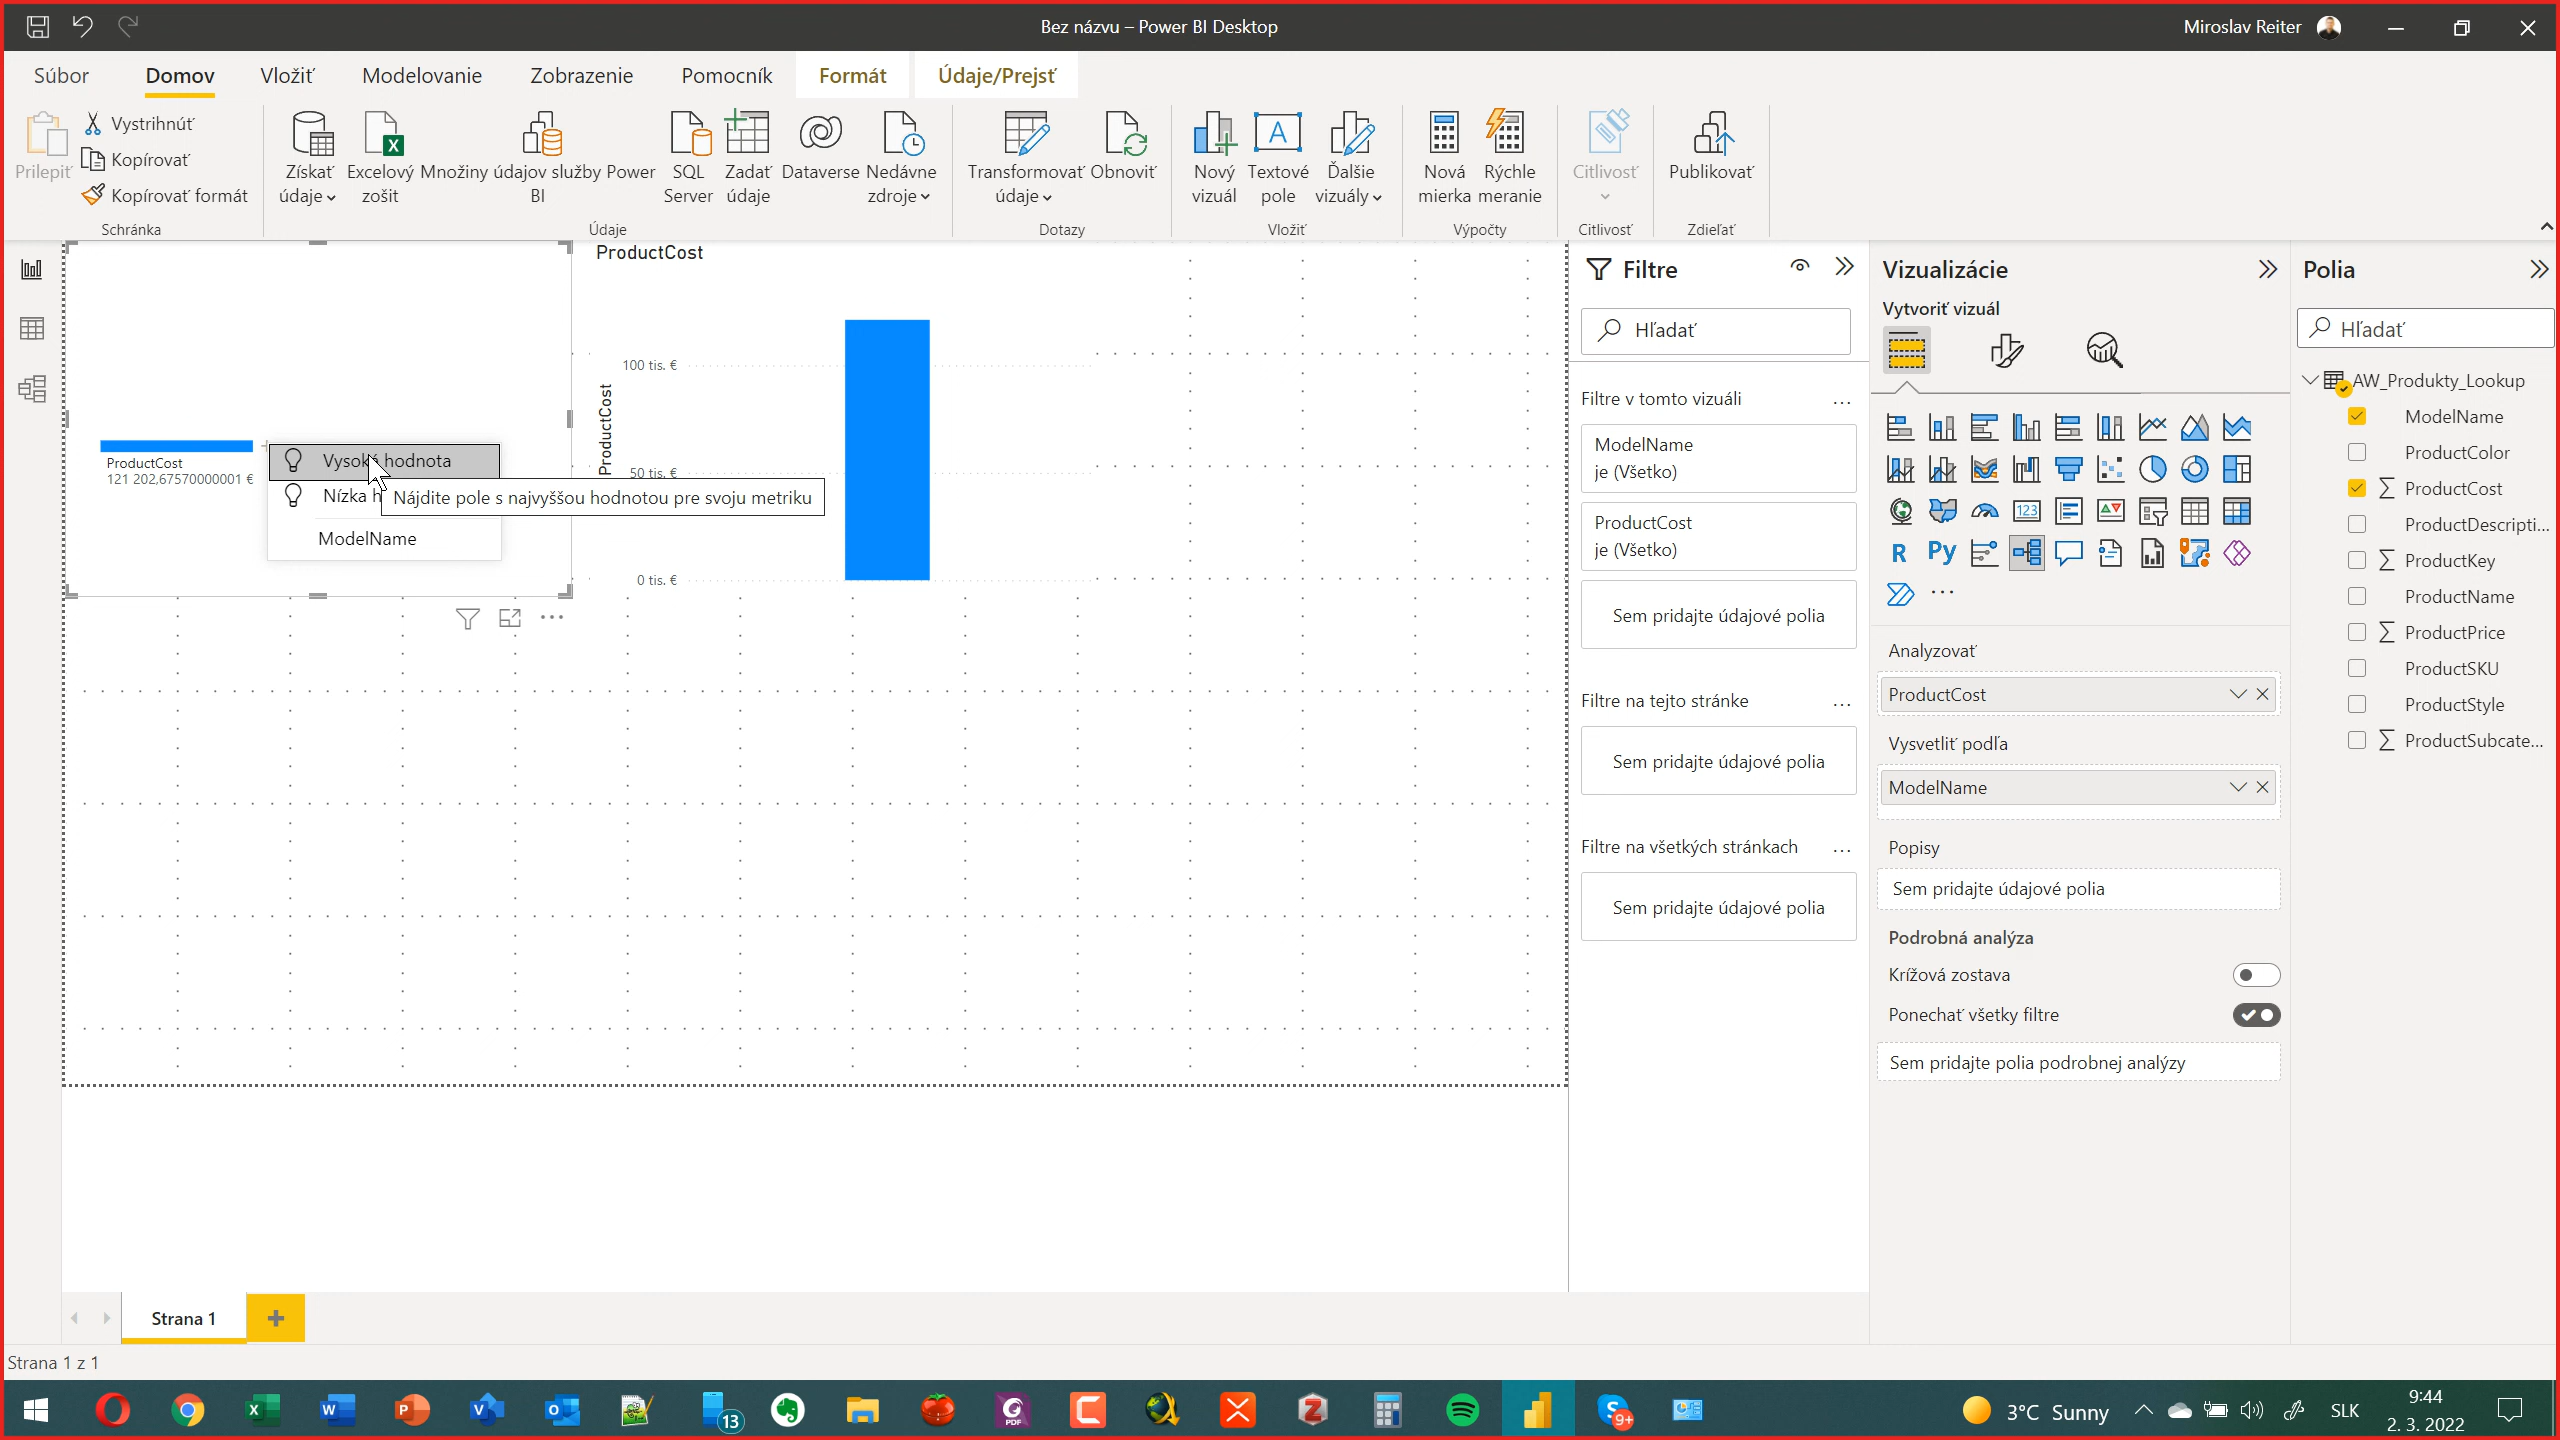 Bez názvu – Power BI Desktop
Miroslav Reiter
Súbor
Domov
Vložiť
Modelovanie
Zobrazenie
Pomocník
Formát
Údaje/Prejsť
Prilepiť
Vystrihnúť
Kopírovať
Kopírovať formát
Schránka
Získať údaje
Excelový zošit
Množiny údajov služby Power BI
SQL Server
Zadať údaje
Dataverse
Nedávne zdroje
Údaje
Transformovať údaje
Obnoviť
Dotazy
Nový vizuál
Textové pole
Ďalšie vizuály
Vložiť
Nová mierka
Rýchle meranie
Výpočty
Citlivosť
Citlivosť
Publikovať
Zdieľať
ProductCost
121 202,67570000001 €
Vysoká hodnota
Nízka h
Nájdite pole s najvyššou hodnotou pre svoju metriku
ModelName
ProductCost
ProductCost
100 tis. €
50 tis. €
0 tis. €
Filtre
Hľadať
Filtre v tomto vizuáli
ModelName
je (Všetko)
ProductCost
je (Všetko)
Sem pridajte údajové polia
Filtre na tejto stránke
Sem pridajte údajové polia
Filtre na všetkých stránkach
Sem pridajte údajové polia
Vizualizácie
Vytvoriť vizuál
123
R
Py
Analyzovať
ProductCost
Vysvetliť podľa
ModelName
Popisy
Sem pridajte údajové polia
Podrobná analýza
Krížová zostava
Ponechať všetky filtre
Sem pridajte polia podrobnej analýzy
Polia
Hľadať
AW_Produkty_Lookup
ModelName
ProductColor
ProductCost
ProductDescripti...
ProductKey
ProductName
ProductPrice
ProductSKU
ProductStyle
ProductSubcate...
Strana 1
Strana 1 z 1
13
PDF
9+
3°C Sunny
SLK
9:44
2. 3. 2022